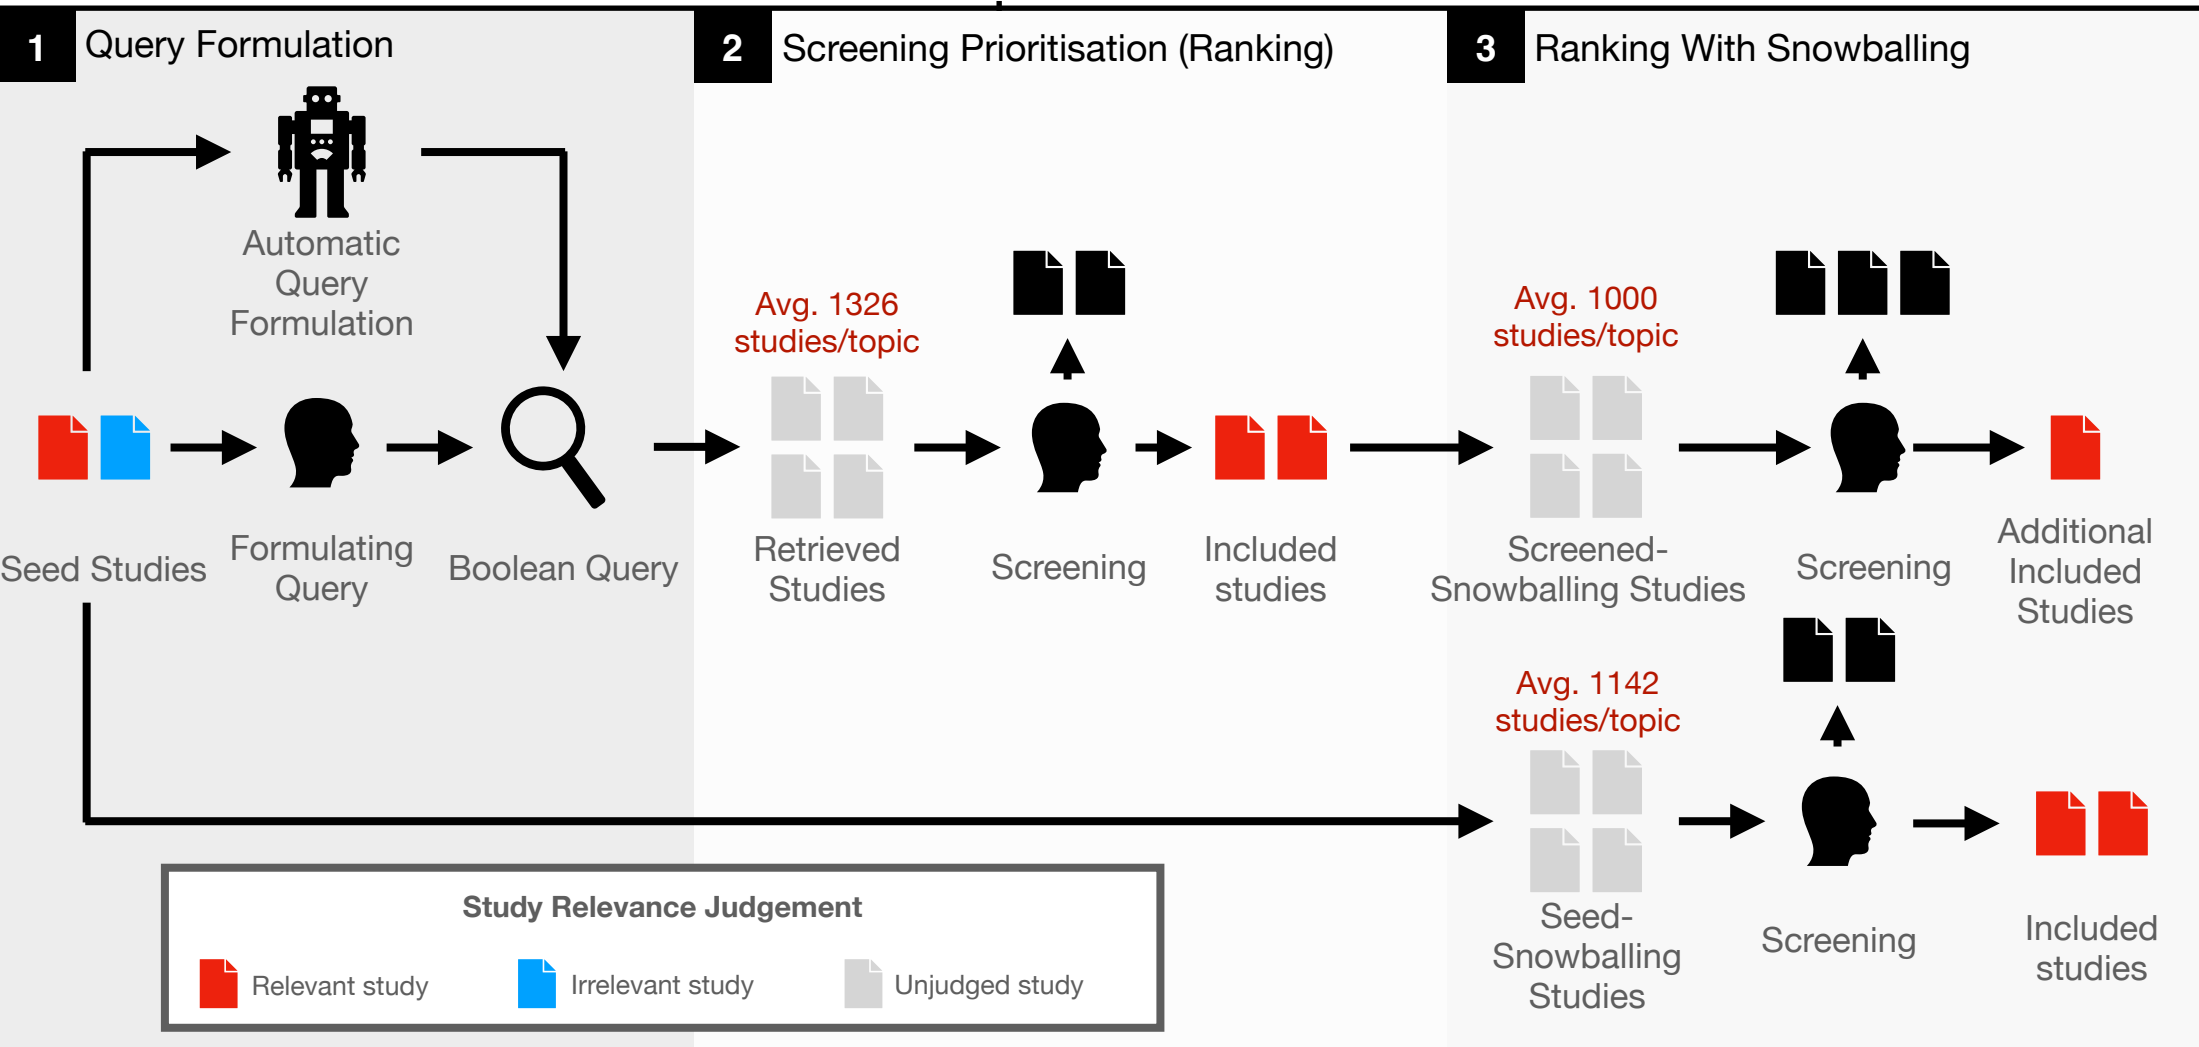 1 Query Formulation
Automatic
Query
Formulation
Seed Studies
Formulating
Query
Boolean Query
2 Screening Prioritisation (Ranking)
Avg. 1326
studies/topic
Retrieved
Studies
Screening
Included
studies
3 Ranking With Snowballing
Avg. 1000
studies/topic
Screened-
Snowballing Studies
Screening
Additional
Included
Studies
Avg. 1142
studies/topic
Seed-
Snowballing
Studies
Screening
Included
studies
Study Relevance Judgement
Relevant study
Irrelevant study
Unjudged study